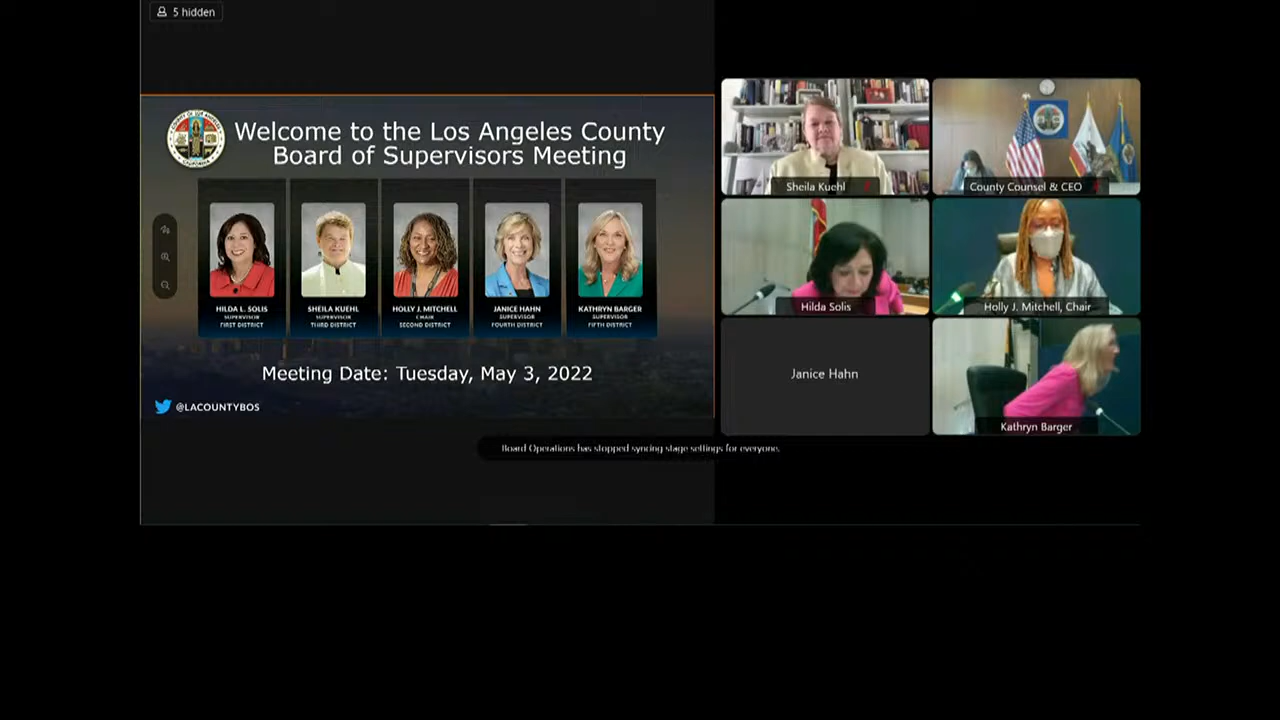 5 hidden
Welcome to the Los Angeles County
Board of Supervisors Meeting
HILDA L. SOLIS
SUPERVISOR
FIRST DISTRICT
SHEILA KUEHL
SUPERVISOR
THIRD DISTRICT
HOLLY J. MITCHELL
CHAIR
SECOND DISTRICT
JANICE HAHN
SUPERVISOR
FOURTH DISTRICT
KATHRYN BARGER
SUPERVISOR
FIFTH DISTRICT
Meeting Date: Tuesday, May 3, 2022
@LACOUNTYBOS
Sheila Kuehl
County Counsel & CEO
Hilda Solis
Holly J. Mitchell, Chair
Janice Hahn
Kathryn Barger
Board Operations has stopped syncing stage settings for everyone.